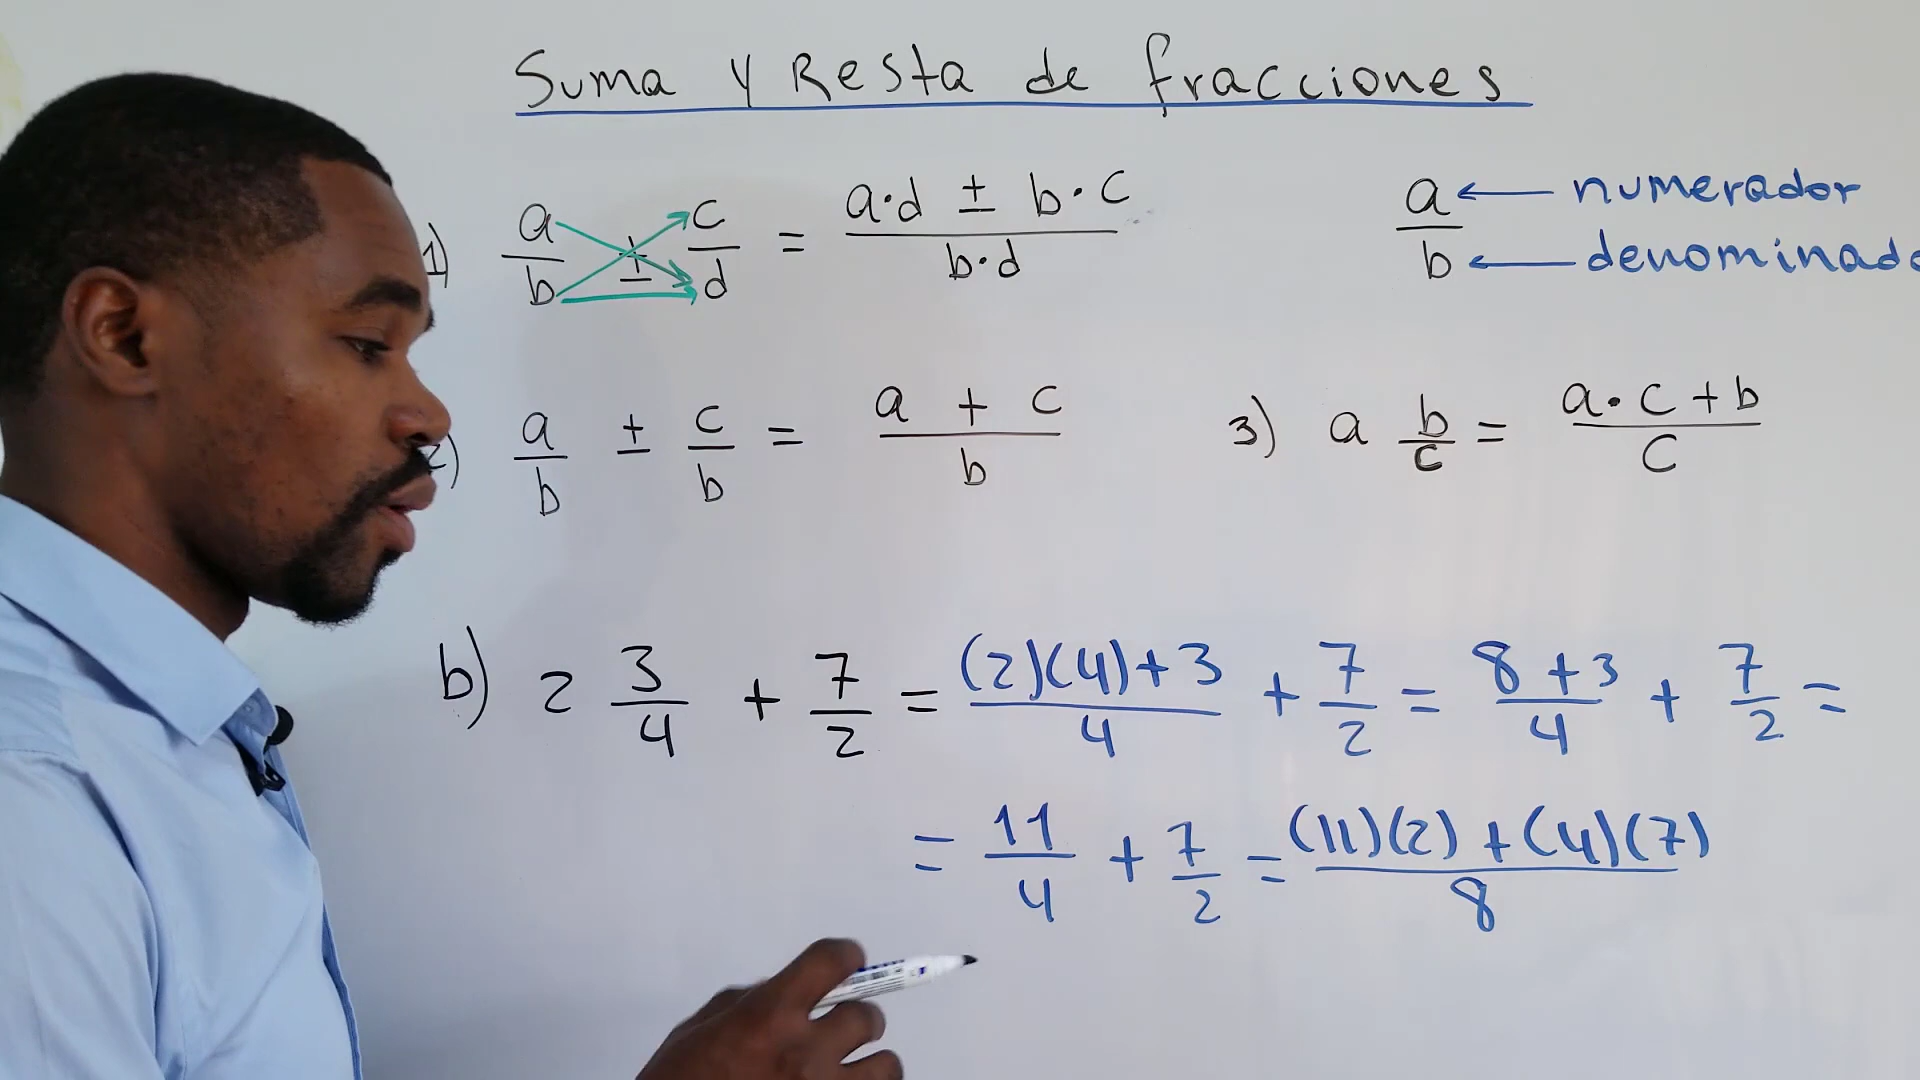 Suma y Resta de fracciones
1) a/b ± c/d = a·d ± b·c / b·d
a ← numerador
b ← denominado
2) a/b ± c/b = a + c / b
3) a b/c = a·c+b / c
b) 2 3/4 + 7/2 = (2)(4)+3 / 4 + 7/2 = 8+3 / 4 + 7/2 =
= 11/4 + 7/2 = (11)(2) + (4)(7) / 8